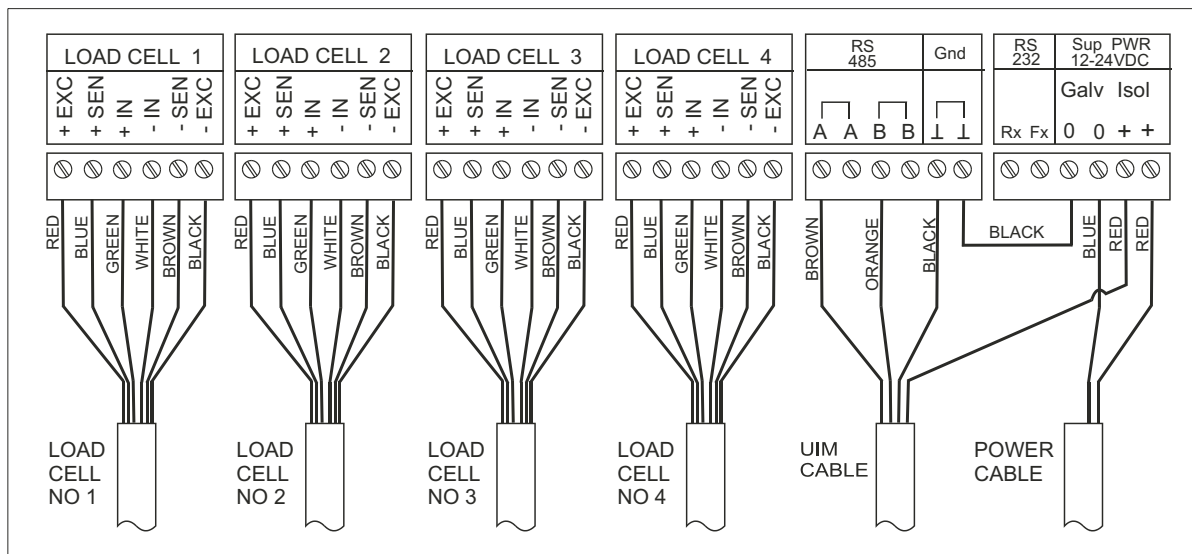 LOAD CELL 1
+ EXC
+ SEN
+ IN
- IN
- SEN
- EXC
LOAD CELL 2
+ EXC
+ SEN
+ IN
- IN
- SEN
- EXC
LOAD CELL 3
+ EXC
+ SEN
+ IN
- IN
- SEN
- EXC
LOAD CELL 4
+ EXC
+ SEN
+ IN
- IN
- SEN
- EXC
RS
485
Gnd
A A B B ⊥ ⊥
RS
232
Sup PWR
12-24VDC
Galv Isol
Rx Fx 0 0 + +
RED
BLUE
GREEN
WHITE
BROWN
BLACK
RED
BLUE
GREEN
WHITE
BROWN
BLACK
RED
BLUE
GREEN
WHITE
BROWN
BLACK
RED
BLUE
GREEN
WHITE
BROWN
BLACK
BROWN
ORANGE
BLACK
BLACK
BLUE
RED
RED
LOAD
CELL
NO 1
LOAD
CELL
NO 2
LOAD
CELL
NO 3
LOAD
CELL
NO 4
UIM
CABLE
POWER
CABLE